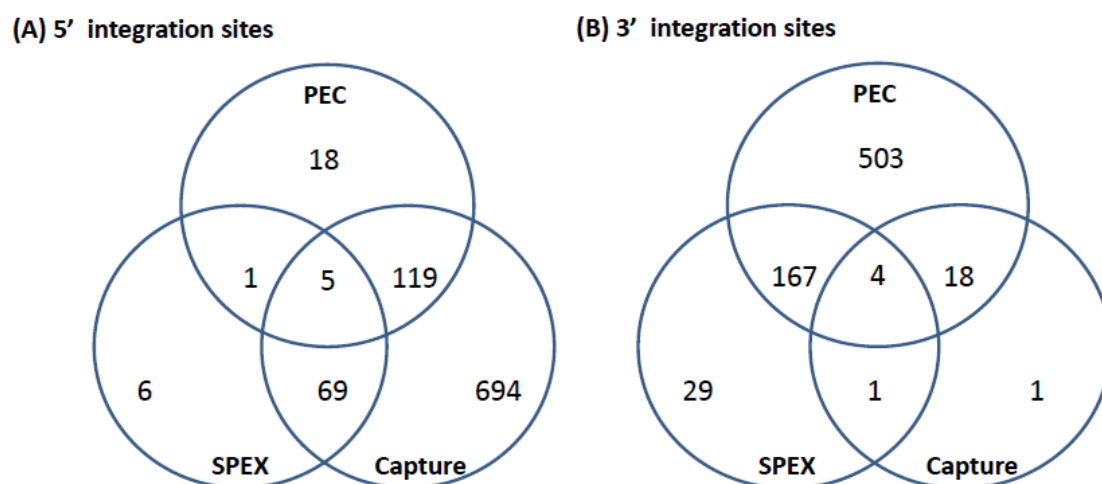 (A) 5’ integration sites
PEC
18
1 5 119
6 69 694
SPEX Capture
(B) 3’ integration sites
PEC
503
167 4 18
29 1 1
SPEX Capture